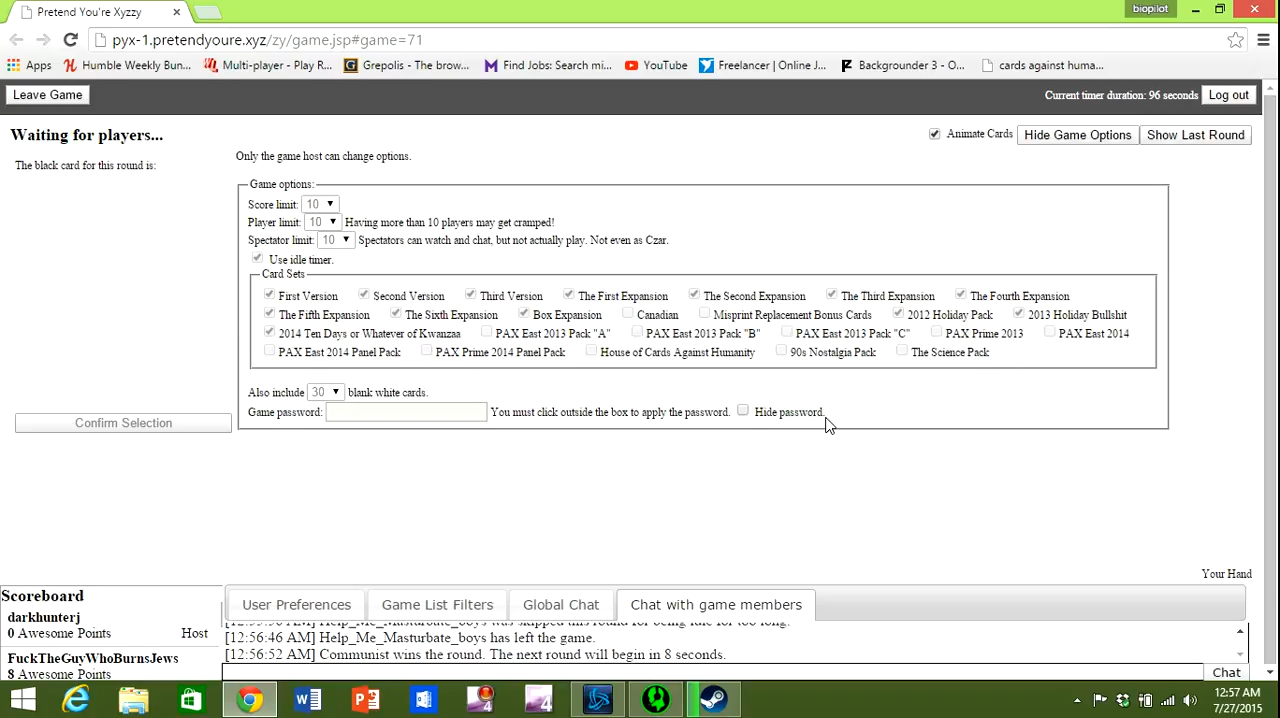 Pretend You're Xyzzy
biopilot
pyx-1.pretendyoure.xyz/zy/game.jsp#game=71
Apps Humble Weekly Bun... Multi-player - Play R... Grepolis - The brow... Find Jobs: Search mi... YouTube Freelancer | Online J... Backgrounder 3 - O... cards against huma...
Leave Game Current timer duration: 96 seconds Log out
Waiting for players... Animate Cards Hide Game Options Show Last Round
The black card for this round is:
Only the game host can change options.
Game options:
Score limit: 10
Player limit: 10 Having more than 10 players may get cramped!
Spectator limit: 10 Spectators can watch and chat, but not actually play. Not even as Czar.
Use idle timer.
Card Sets
First Version Second Version Third Version The First Expansion The Second Expansion The Third Expansion The Fourth Expansion
The Fifth Expansion The Sixth Expansion Box Expansion Canadian Misprint Replacement Bonus Cards 2012 Holiday Pack 2013 Holiday Bullshit
2014 Ten Days or Whatever of Kwanzaa PAX East 2013 Pack "A" PAX East 2013 Pack "B" PAX East 2013 Pack "C" PAX Prime 2013 PAX East 2014
PAX East 2014 Panel Pack PAX Prime 2014 Panel Pack House of Cards Against Humanity 90s Nostalgia Pack The Science Pack
Also include 30 blank white cards.
Game password: You must click outside the box to apply the password. Hide password.
Confirm Selection
Your Hand
Scoreboard
darkhunterj
0 Awesome Points Host
FuckTheGuyWhoBurnsJews
8 Awesome Points
User Preferences Game List Filters Global Chat Chat with game members
Help_Me_Masturbate_boys was skipped this round for being idle for too long.
[12:56:46 AM] Help_Me_Masturbate_boys has left the game.
[12:56:52 AM] Communist wins the round. The next round will begin in 8 seconds.
Chat
12:57 AM
7/27/2015